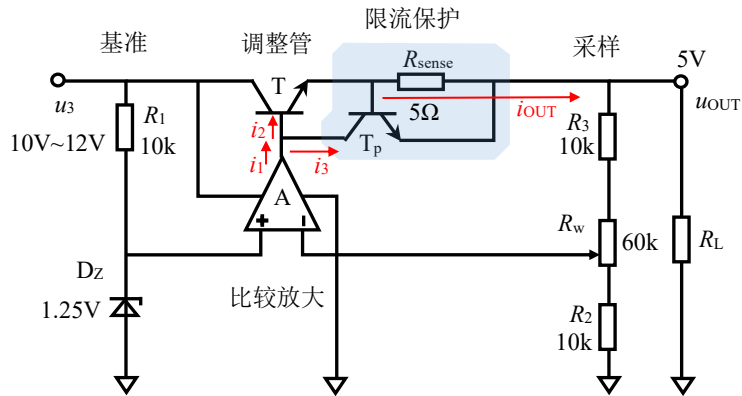 限流保护
基准
调整管
采样
Rsense
5V
T
u3
R1
i2
5Ω
iOUT
uOUT
10V~12V
10k
i1
i3
Tp
R3
10k
A
+
−
Rw
60k
RL
DZ
1.25V
比较放大
R2
10k